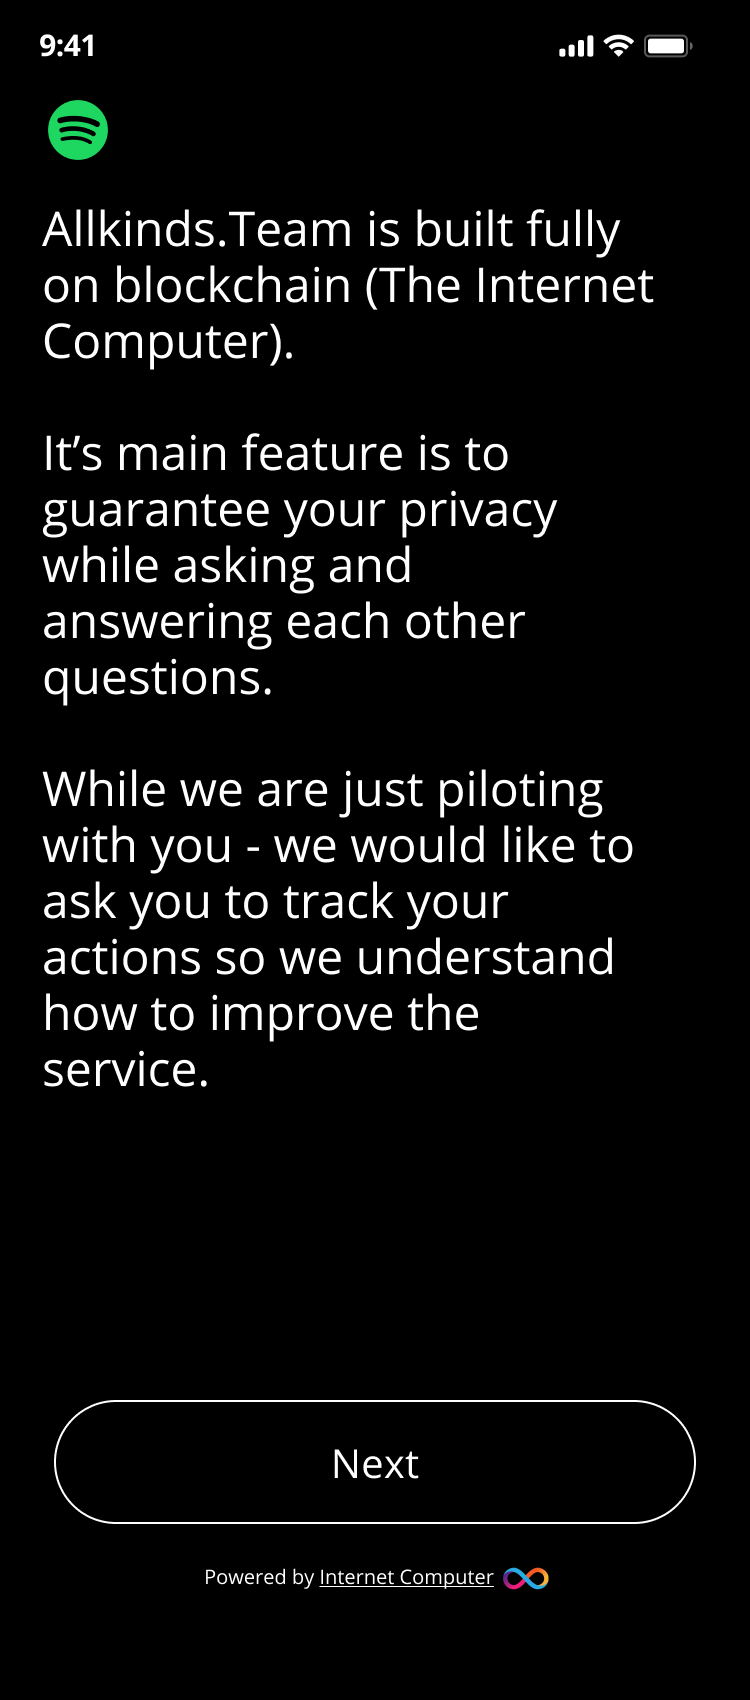 9:41
Allkinds.Team is built fully
on blockchain (The Internet
Computer).
It’s main feature is to
guarantee your privacy
while asking and
answering each other
questions.
While we are just piloting
with you - we would like to
ask you to track your
actions so we understand
how to improve the
service.
Next
Powered by Internet Computer